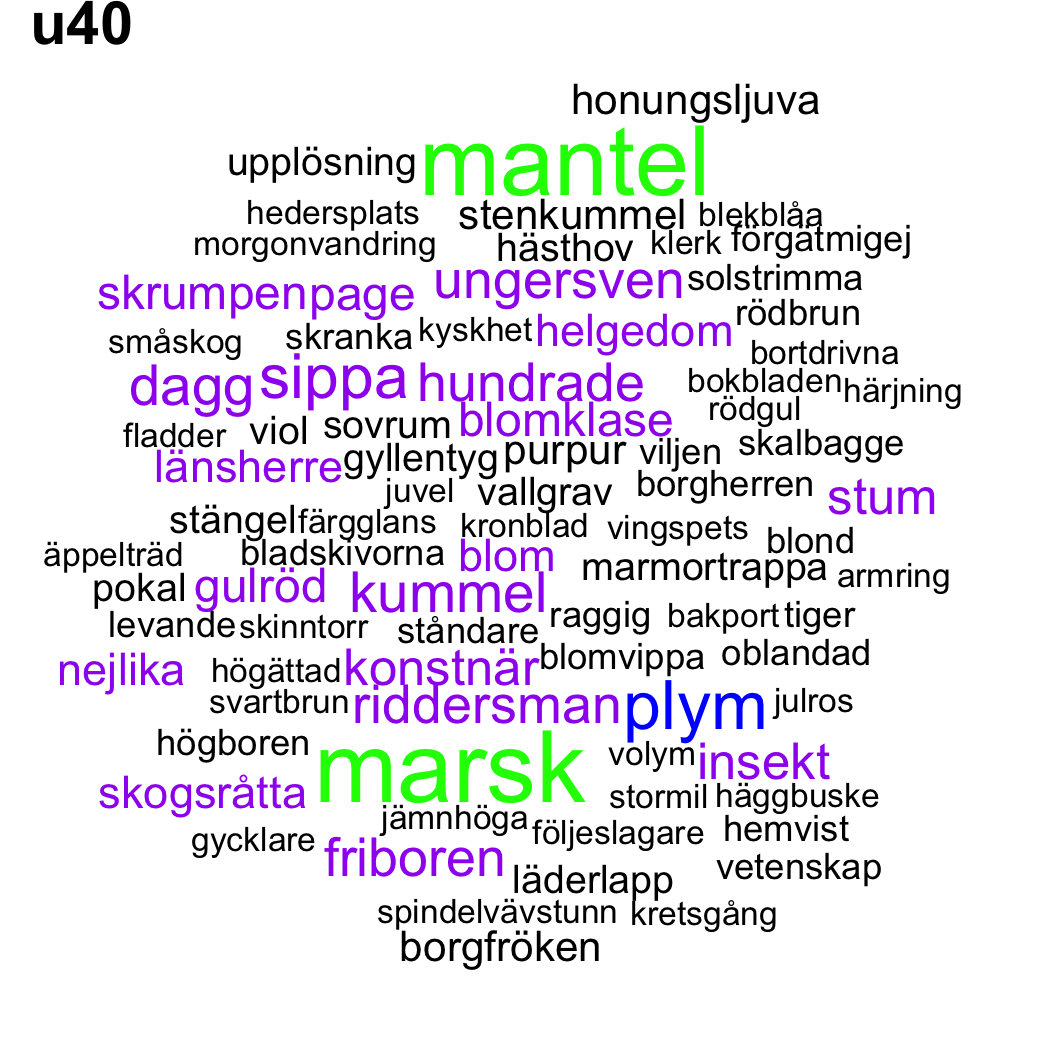 u40
honungsljuva
upplösning mantel
hedersplats stenkummel blekblåa
morgonvandring hästhov klerk förgätmigej
skrumpen page ungersven solstrimma
rödbrun
småskog skranka kyskhet helgedom
bortdrivna
dagg sippa hundrade bokbladen härjning
fladder viol sovrum blomklase rödgul
länsherre gyllentyg purpur viljen skalbagge
juvel vallgrav borgherren stum
stängel färgglans kronblad vingspets blond
äppelträd bladskivorna blom marmortrappa armring
pokal gulröd kummel raggig bakport tiger
levande skinntorr ståndare
nejlika högättad konstnär blomvippa oblandad
svartbrun riddersman plym julros
högboren marsk volym insekt
skogsråtta stormil häggbuske
gycklare jämnhöga följeslagare hemvist
friboren läderlapp vetenskap
spindelvävstunn kretsgång
borgfröken